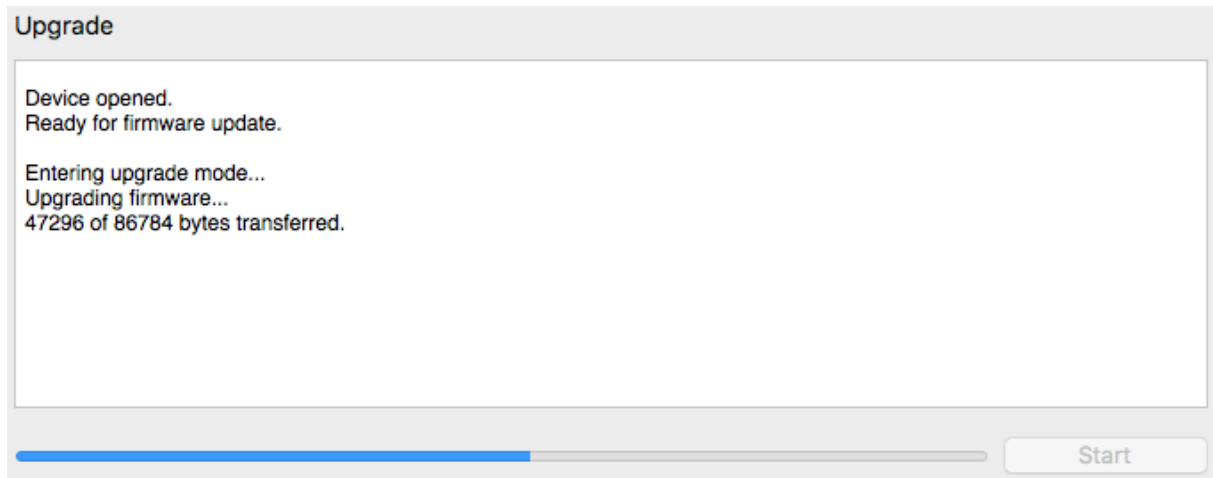 Upgrade
Device opened.
Ready for firmware update.
Entering upgrade mode...
Upgrading firmware...
47296 of 86784 bytes transferred.
Start